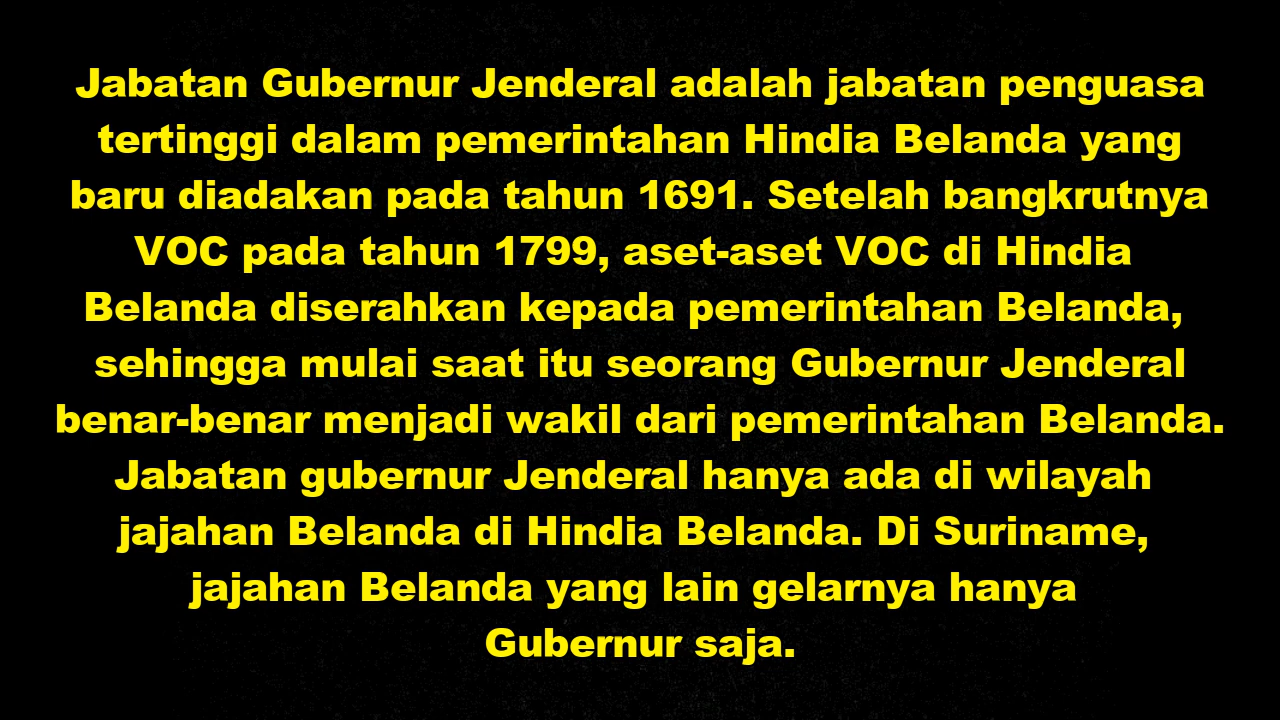 Jabatan Gubernur Jenderal adalah jabatan penguasa
tertinggi dalam pemerintahan Hindia Belanda yang
baru diadakan pada tahun 1691. Setelah bangkrutnya
VOC pada tahun 1799, aset-aset VOC di Hindia
Belanda diserahkan kepada pemerintahan Belanda,
sehingga mulai saat itu seorang Gubernur Jenderal
benar-benar menjadi wakil dari pemerintahan Belanda.
Jabatan gubernur Jenderal hanya ada di wilayah
jajahan Belanda di Hindia Belanda. Di Suriname,
jajahan Belanda yang lain gelarnya hanya
Gubernur saja.